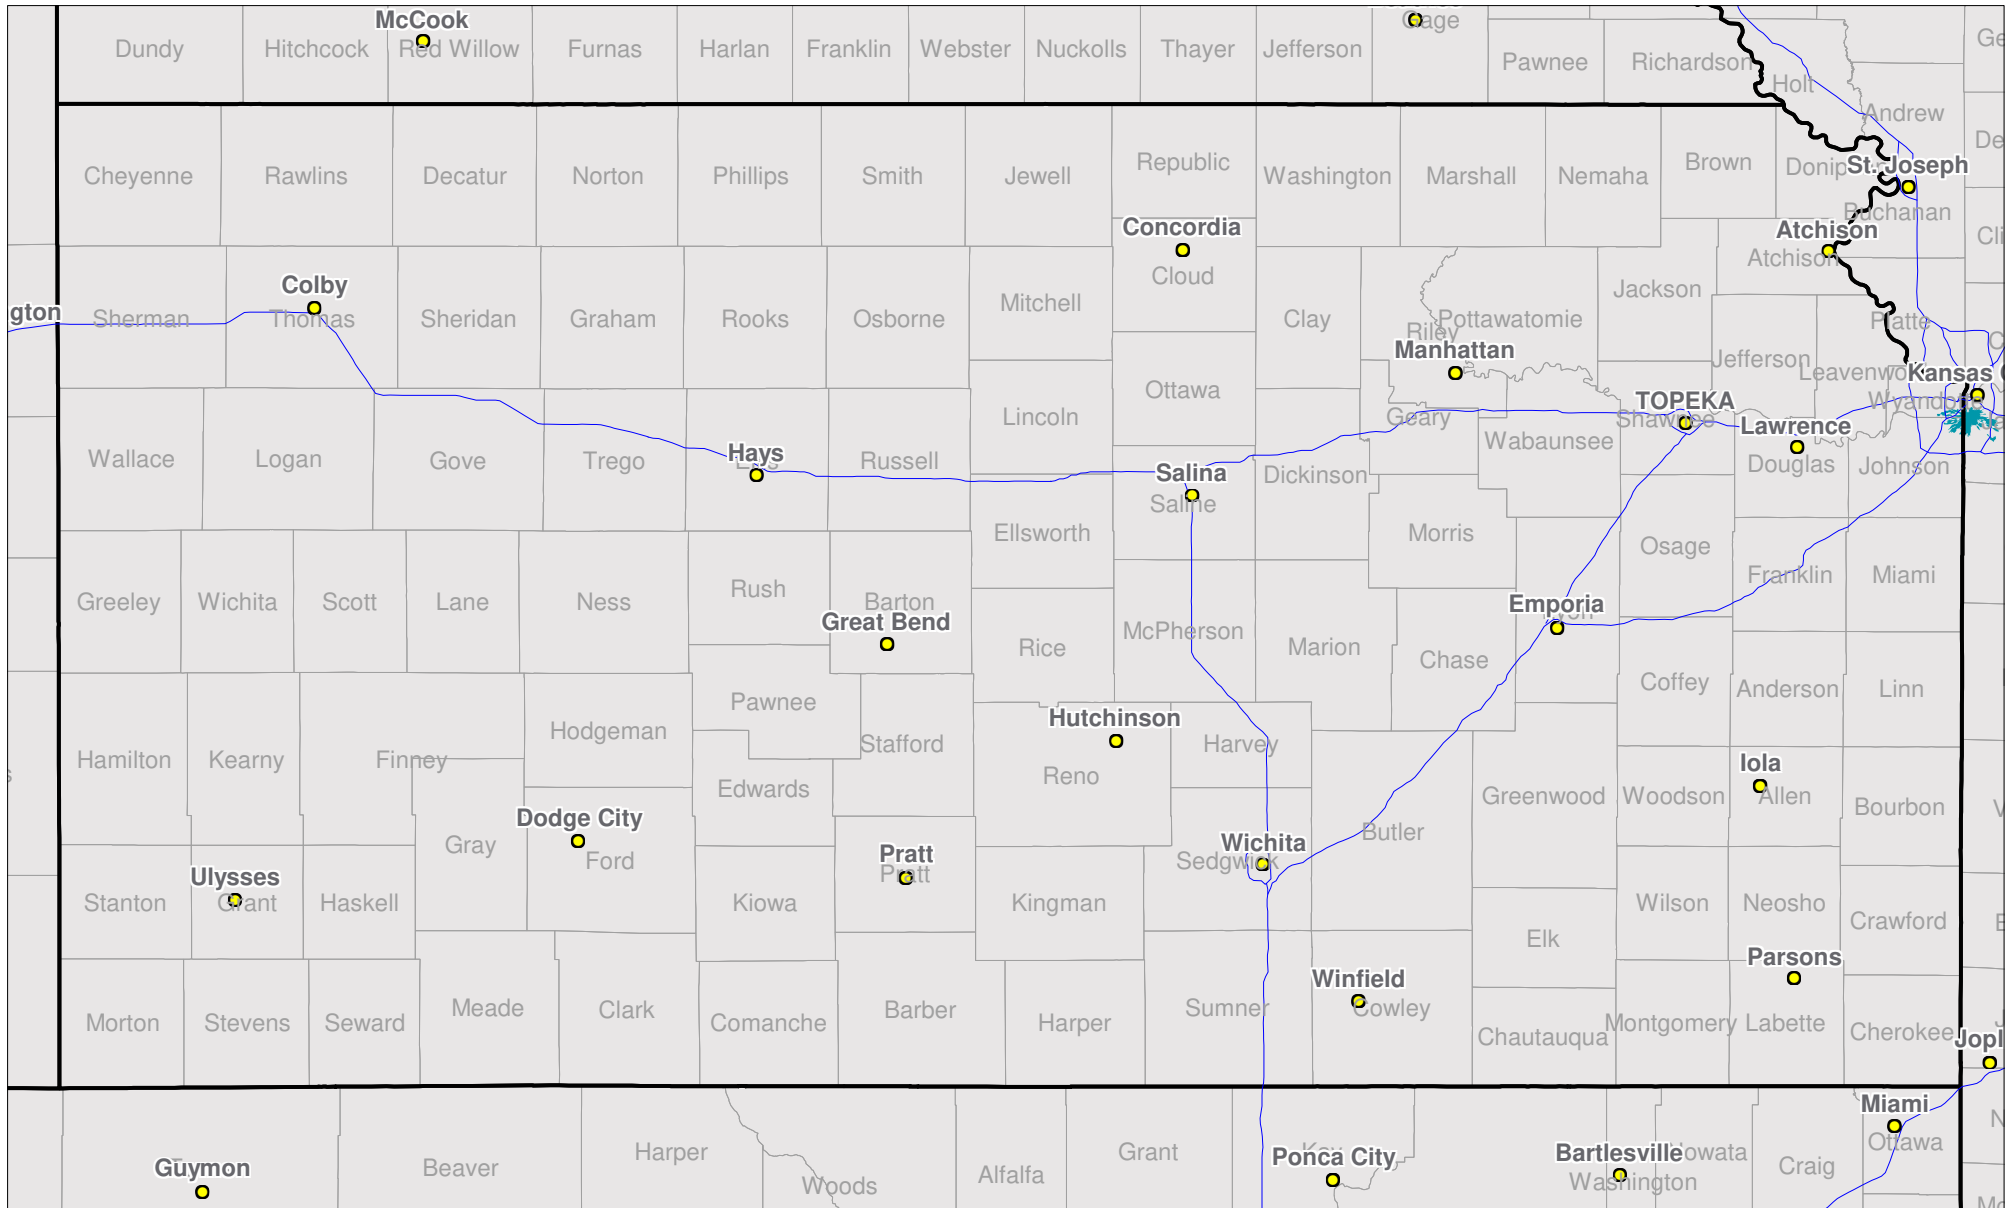 McCook
Gage
Dundy
Hitchcock
Red Willow
Furnas
Harlan
Franklin
Webster
Nuckolls
Thayer
Jefferson
Pawnee
Richardson
Holt
Andrew
Cheyenne
Rawlins
Decatur
Norton
Phillips
Smith
Jewell
Republic
Washington
Marshall
Nemaha
Brown
St. Joseph
Buchanan
Concordia
Cloud
Atchison
Atchison
Colby
gton
Sherman
Thomas
Sheridan
Graham
Rooks
Osborne
Mitchell
Clay
Riley
Pottawatomie
Jackson
Platte
Manhattan
Jefferson
Kansas
Ottawa
Lincoln
Geary
TOPEKA
Shawnee
Lawrence
Wallace
Logan
Gove
Trego
Hays
Russell
Salina
Saline
Dickinson
Wabaunsee
Douglas
Johnson
Ellsworth
Morris
Osage
Franklin
Miami
Greeley
Wichita
Scott
Lane
Ness
Rush
Barton
Great Bend
Rice
McPherson
Marion
Chase
Emporia
Coffey
Anderson
Linn
Pawnee
Hodgeman
Stafford
Hutchinson
Reno
Harvey
Hamilton
Kearny
Finney
Edwards
Greenwood
Woodson
Iola
Allen
Bourbon
Gray
Dodge City
Ford
Pratt
Pratt
Wichita
Sedgwick
Butler
Ulysses
Stanton
Grant
Haskell
Kiowa
Kingman
Elk
Wilson
Neosho
Crawford
Parsons
Winfield
Cowley
Morton
Stevens
Seward
Meade
Clark
Comanche
Barber
Harper
Sumner
Chautauqua
Montgomery
Labette
Cherokee
Jopl
Miami
Ottawa
Guymon
Beaver
Harper
Woods
Alfalfa
Grant
Ponca City
Bartlesville
Washington
Craig